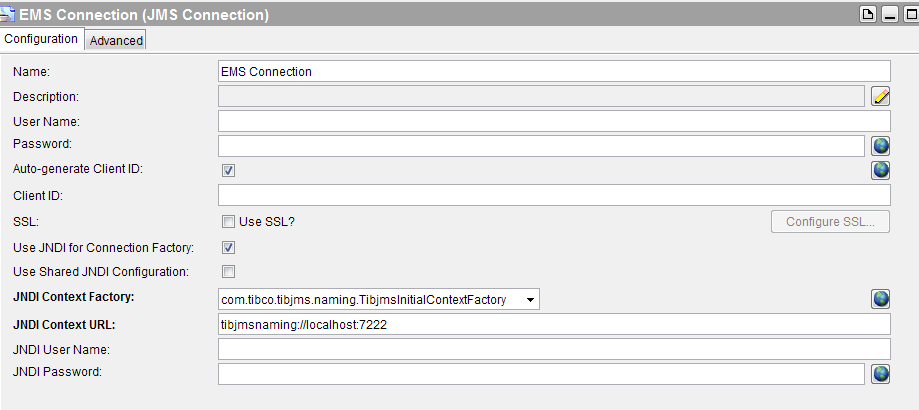 EMS Connection (JMS Connection)
Configuration Advanced
Name: EMS Connection
Description:
User Name:
Password:
Auto-generate Client ID:
Client ID:
SSL: Use SSL? Configure SSL...
Use JNDI for Connection Factory:
Use Shared JNDI Configuration:
JNDI Context Factory: com.tibco.tibjms.naming.TibjmsInitialContextFactory
JNDI Context URL: tibjmsnaming://localhost:7222
JNDI User Name:
JNDI Password: